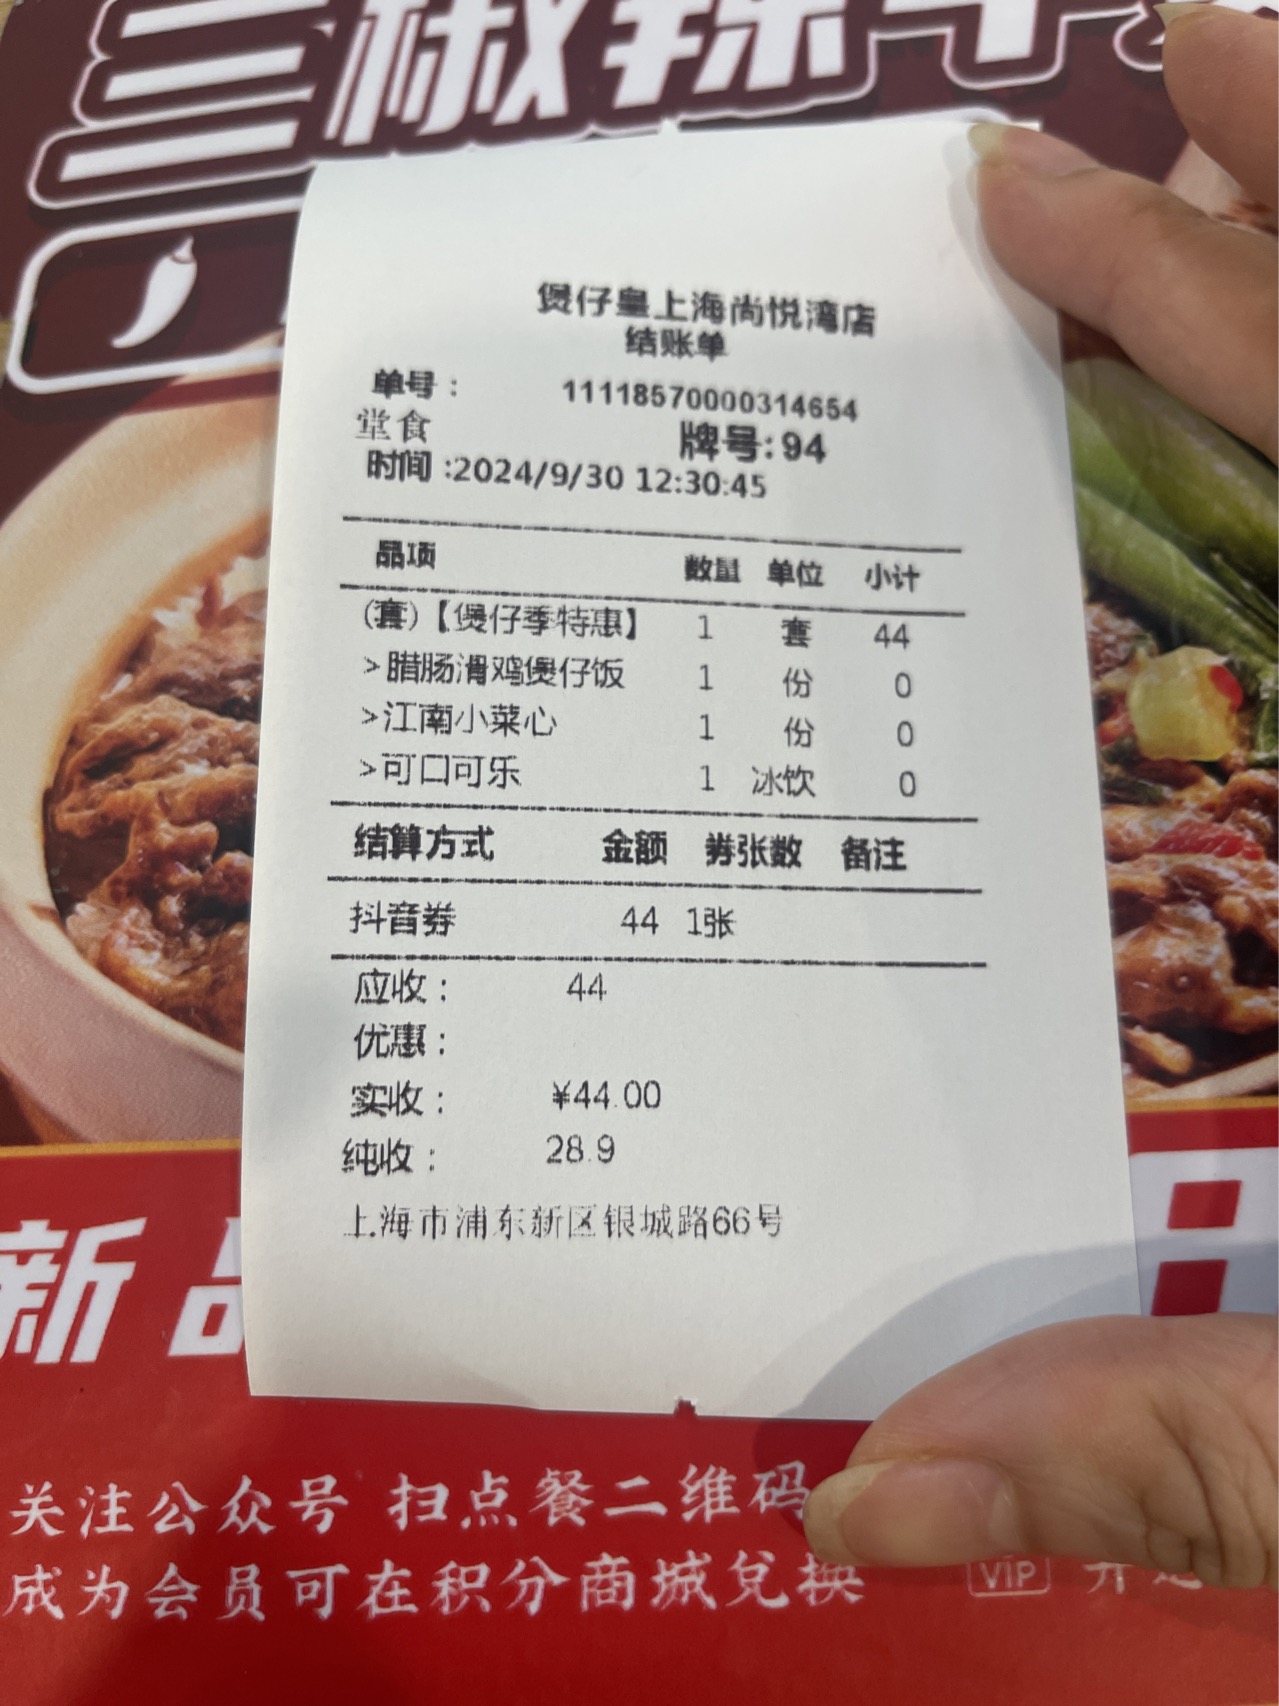 三椒辣牛
煲仔皇上海尚悦湾店
结账单
单号： 11118570000314654
堂食 牌号:94
时间:2024/9/30 12:30:45
品项 数量 单位 小计
(套)【煲仔季特惠】 1 套 44
>腊肠滑鸡煲仔饭 1 份 0
>江南小菜心 1 份 0
>可口可乐 1 冰饮 0
结算方式 金额 券张数 备注
抖音券 44 1张
应收： 44
优惠：
实收： ¥44.00
纯收： 28.9
上海市浦东新区银城路66号
新品
关注公众号 扫点餐二维码
成为会员可在积分商城兑换 VIP